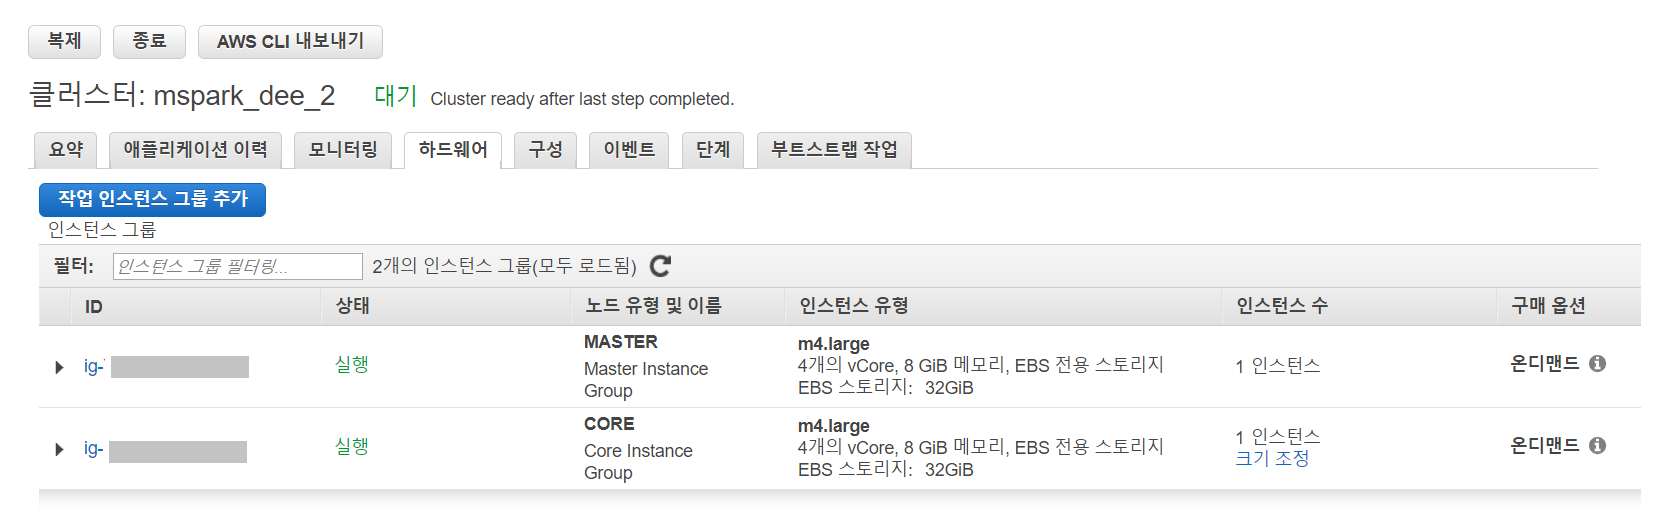 복제 종료 AWS CLI 내보내기
클러스터: mspark_dee_2 대기 Cluster ready after last step completed.
요약 애플리케이션 이력 모니터링 하드웨어 구성 이벤트 단계 부트스트랩 작업
작업 인스턴스 그룹 추가
인스턴스 그룹
필터: 인스턴스 그룹 필터링... 2개의 인스턴스 그룹(모두 로드됨)
ID 상태 노드 유형 및 이름 인스턴스 유형 인스턴스 수 구매 옵션
ig- 실행 MASTER
Master Instance
Group
m4.large
4개의 vCore, 8 GiB 메모리, EBS 전용 스토리지
EBS 스토리지: 32GiB
1 인스턴스
온디맨드
ig- 실행 CORE
Core Instance
Group
m4.large
4개의 vCore, 8 GiB 메모리, EBS 전용 스토리지
EBS 스토리지: 32GiB
1 인스턴스
크기 조정
온디맨드